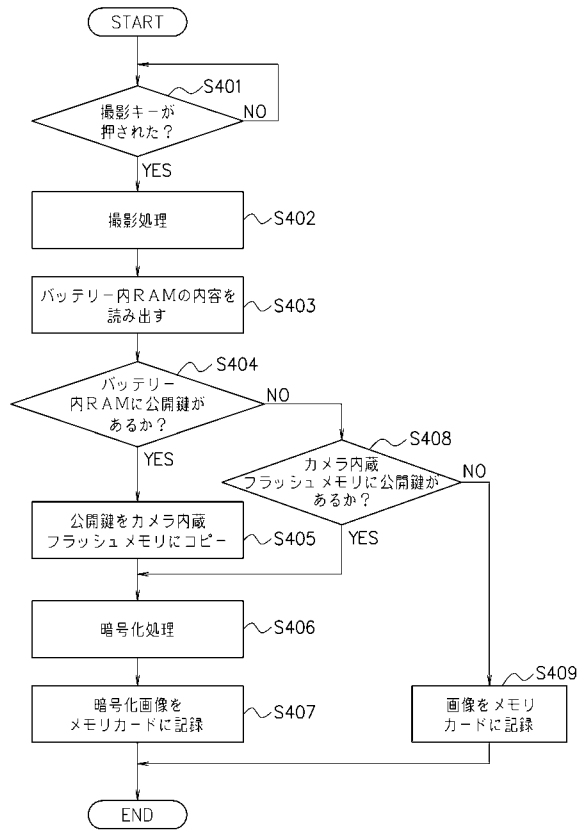 START
S401
撮影キーが
押された？
NO
YES
撮影処理
S402
バッテリー内ＲＡＭの内容を
読み出す
S403
S404
バッテリー
内ＲＡＭに公開鍵が
あるか？
NO
YES
S408
カメラ内蔵
フラッシュメモリに公開鍵が
あるか？
NO
YES
公開鍵をカメラ内蔵
フラッシュメモリにコピー
S405
暗号化処理
S406
暗号化画像を
メモリカードに記録
S407
S409
画像をメモリ
カードに記録
END